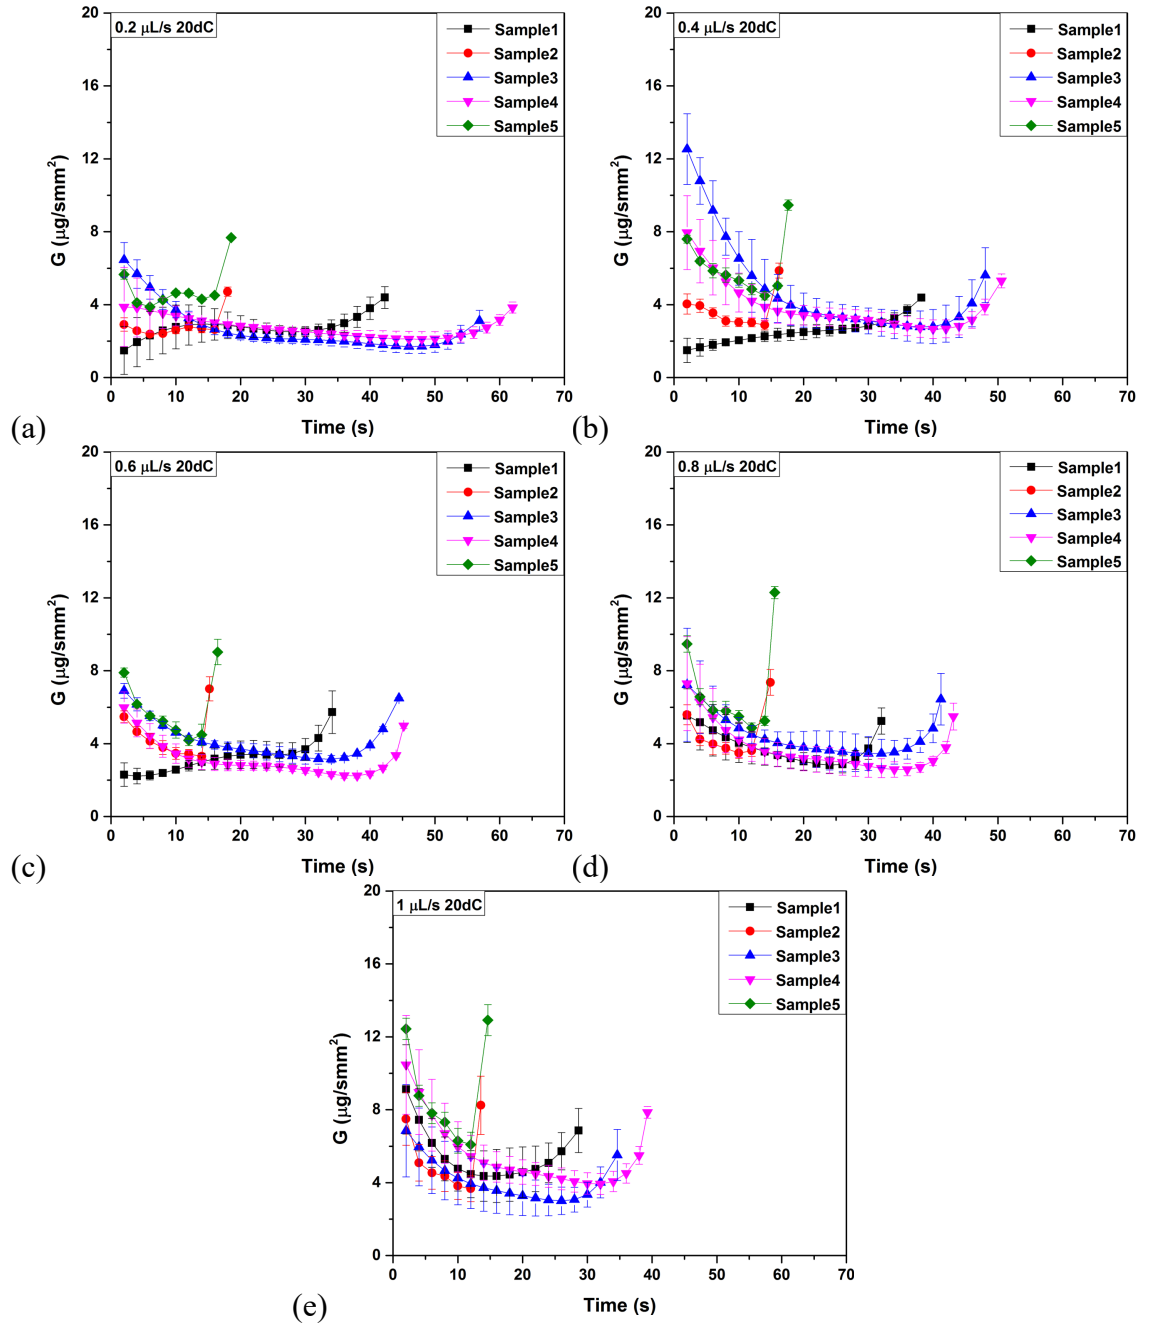 0.2 μL/s 20dC
Sample1
Sample2
Sample3
Sample4
Sample5
20
16
12
8
4
0
G (μg/smm²)
0 10 20 30 40 50 60 70
Time (s)
(a)
0.4 μL/s 20dC
Sample1
Sample2
Sample3
Sample4
Sample5
20
16
12
8
4
0
G (μg/smm²)
0 10 20 30 40 50 60 70
Time (s)
(b)
0.6 μL/s 20dC
Sample1
Sample2
Sample3
Sample4
Sample5
20
16
12
8
4
0
G (μg/smm²)
0 10 20 30 40 50 60 70
Time (s)
(c)
0.8 μL/s 20dC
Sample1
Sample2
Sample3
Sample4
Sample5
20
16
12
8
4
0
G (μg/smm²)
0 10 20 30 40 50 60 70
Time (s)
(d)
1 μL/s 20dC
Sample1
Sample2
Sample3
Sample4
Sample5
20
16
12
8
4
0
G (μg/smm²)
0 10 20 30 40 50 60 70
Time (s)
(e)